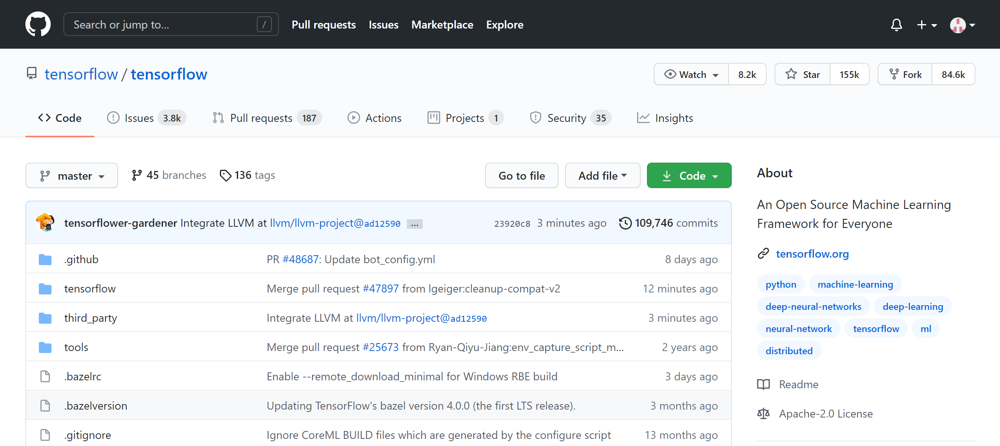 Search or jump to... /
Pull requests Issues Marketplace Explore
tensorflow / tensorflow
Watch 8.2k
Star 155k
Fork 84.6k
Code Issues 3.8k Pull requests 187 Actions Projects 1 Security 35 Insights
master 45 branches 136 tags Go to file Add file Code
tensorflower-gardener Integrate LLVM at llvm/llvm-project@ad12590 ... 23920c8 3 minutes ago 109,746 commits
.github PR #48687: Update bot_config.yml 8 days ago
tensorflow Merge pull request #47897 from lgeiger:cleanup-compat-v2 12 minutes ago
third_party Integrate LLVM at llvm/llvm-project@ad12590 3 minutes ago
tools Merge pull request #25673 from Ryan-Qiyu-Jiang:env_capture_script_m... 2 years ago
.bazelrc Enable --remote_download_minimal for Windows RBE build 3 days ago
.bazelversion Updating TensorFlow's bazel version 4.0.0 (the first LTS release). 3 months ago
.gitignore Ignore CoreML BUILD files which are generated by the configure script 13 months ago
About
An Open Source Machine Learning
Framework for Everyone
tensorflow.org
python machine-learning
deep-neural-networks deep-learning
neural-network tensorflow ml
distributed
Readme
Apache-2.0 License